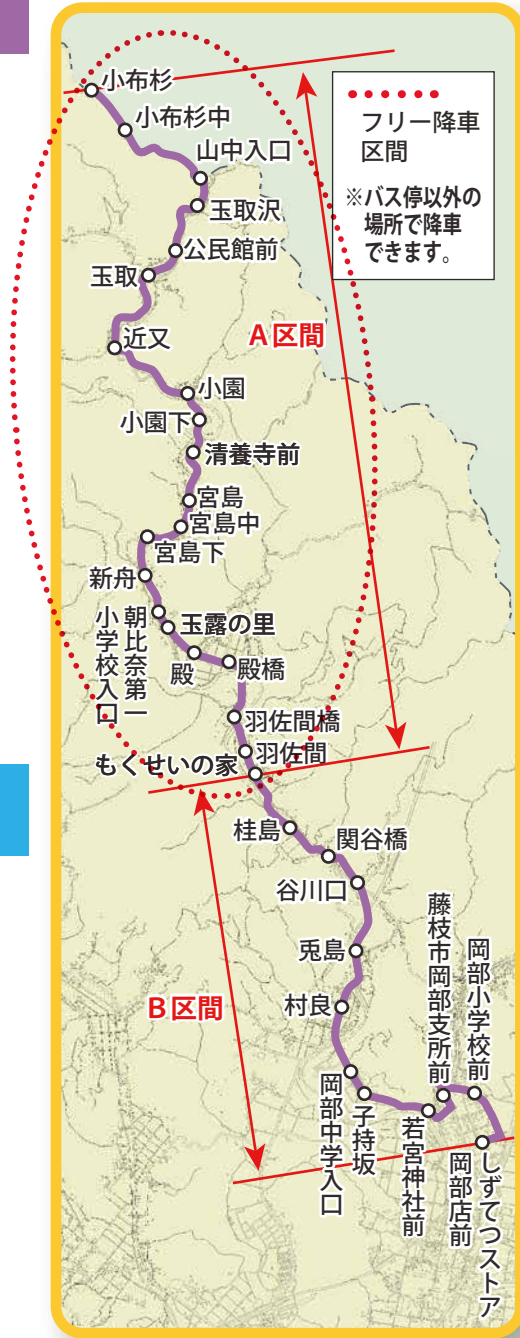 小布杉
小布杉中
山中入口
玉取沢
公民館前
玉取
近又
小園
小園下
清養寺前
宮島
宮島中
宮島下
新舟
朝比奈第一
小学校入口
玉露の里
殿
殿橋
羽佐間橋
羽佐間
もくせいの家
桂島
関谷橋
谷川口
兎島
村良
岡部中学入口
子持坂
若宮神社前
藤枝市岡部支所前
岡部小学校前
しずてつストア
岡部店前
A区間
B区間
フリー降車
区間
※バス停以外の
場所で降車
できます。